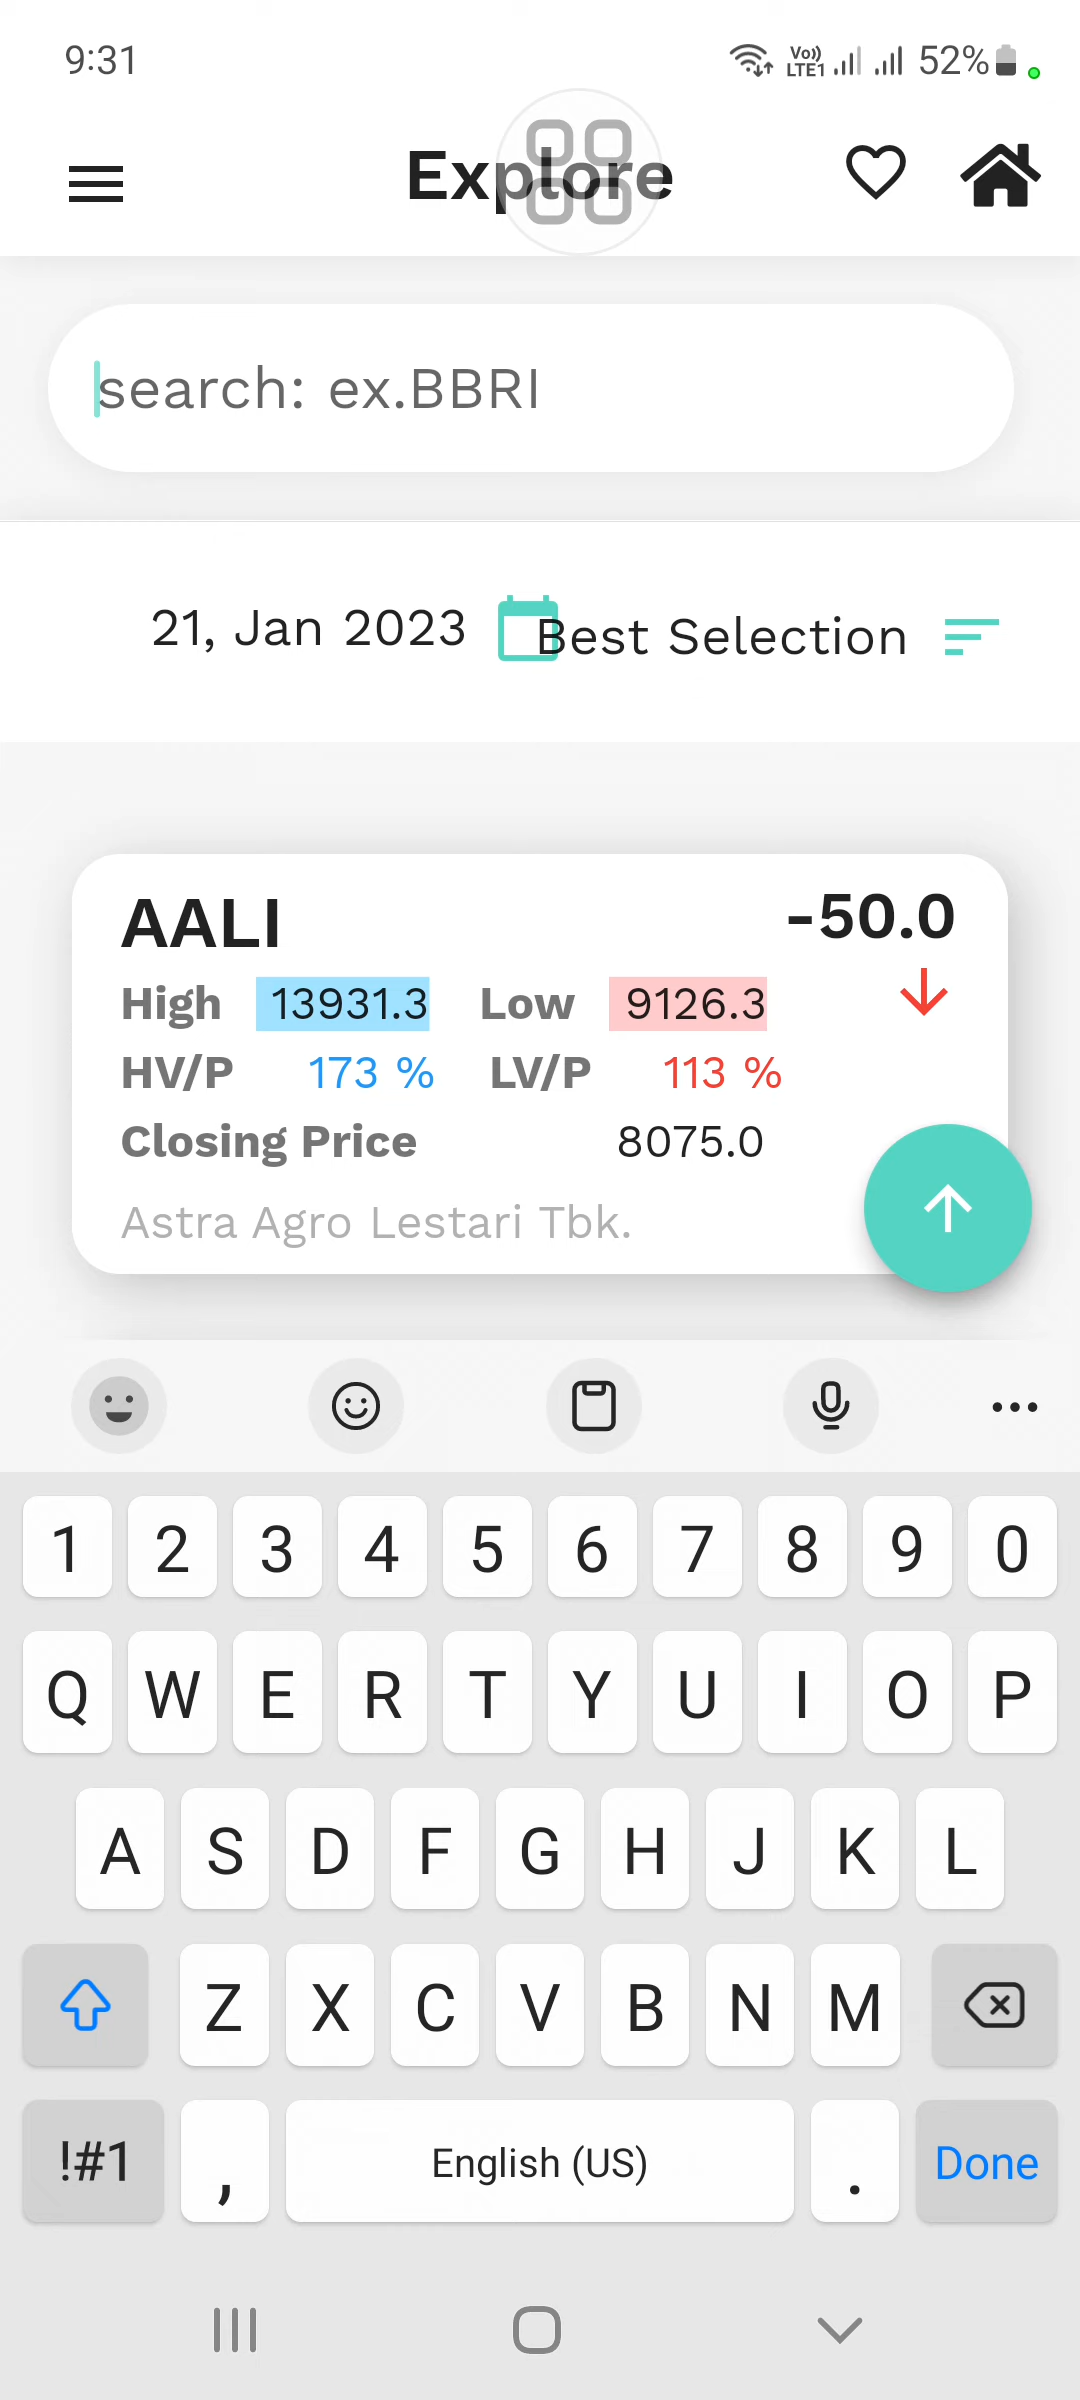 9:31 Vo)) LTE1 52%
Explore
search: ex.BBRI
21, Jan 2023 Best Selection
AALI -50.0
High 13931.3 Low 9126.3
HV/P 173 % LV/P 113 %
Closing Price 8075.0
Astra Agro Lestari Tbk.
1 2 3 4 5 6 7 8 9 0
Q W E R T Y U I O P
A S D F G H J K L
Z X C V B N M
!#1 , English (US) . Done